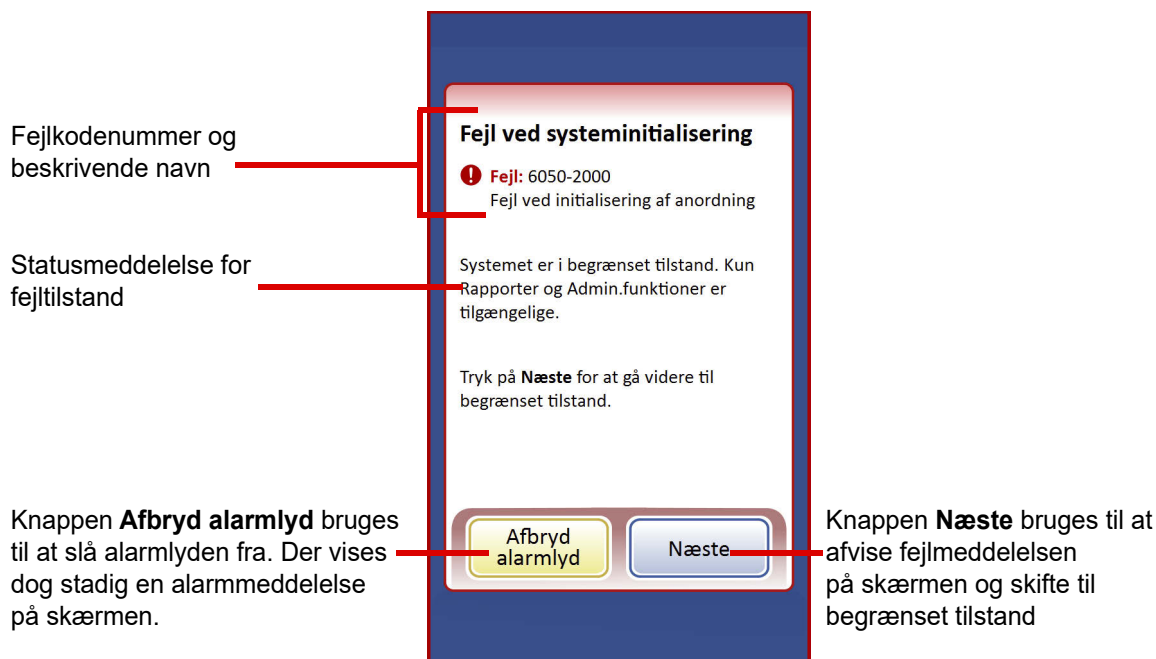 Fejlkodenummer og
beskrivende navn
Fejl ved systeminitialisering
Fejl: 6050-2000
Fejl ved initialisering af anordning
Statusmeddelelse for
fejltilstand
Systemet er i begrænset tilstand. Kun
Rapporter og Admin.funktioner er
tilgængelige.
Tryk på Næste for at gå videre til
begrænset tilstand.
Knappen Afbryd alarmlyd bruges
til at slå alarmlyden fra. Der vises
dog stadig en alarmmeddelelse
på skærmen.
Afbryd
alarmlyd
Næste
Knappen Næste bruges til at
afvise fejlmeddelelsen
på skærmen og skifte til
begrænset tilstand